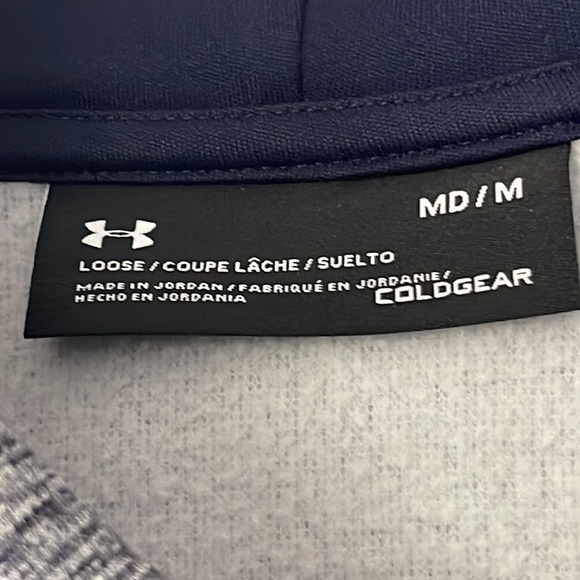 MD / M
LOOSE / COUPE LÂCHE / SUELTO
MADE IN JORDAN / FABRIQUÉ EN JORDANIE /
HECHO EN JORDANIA
COLDGEAR